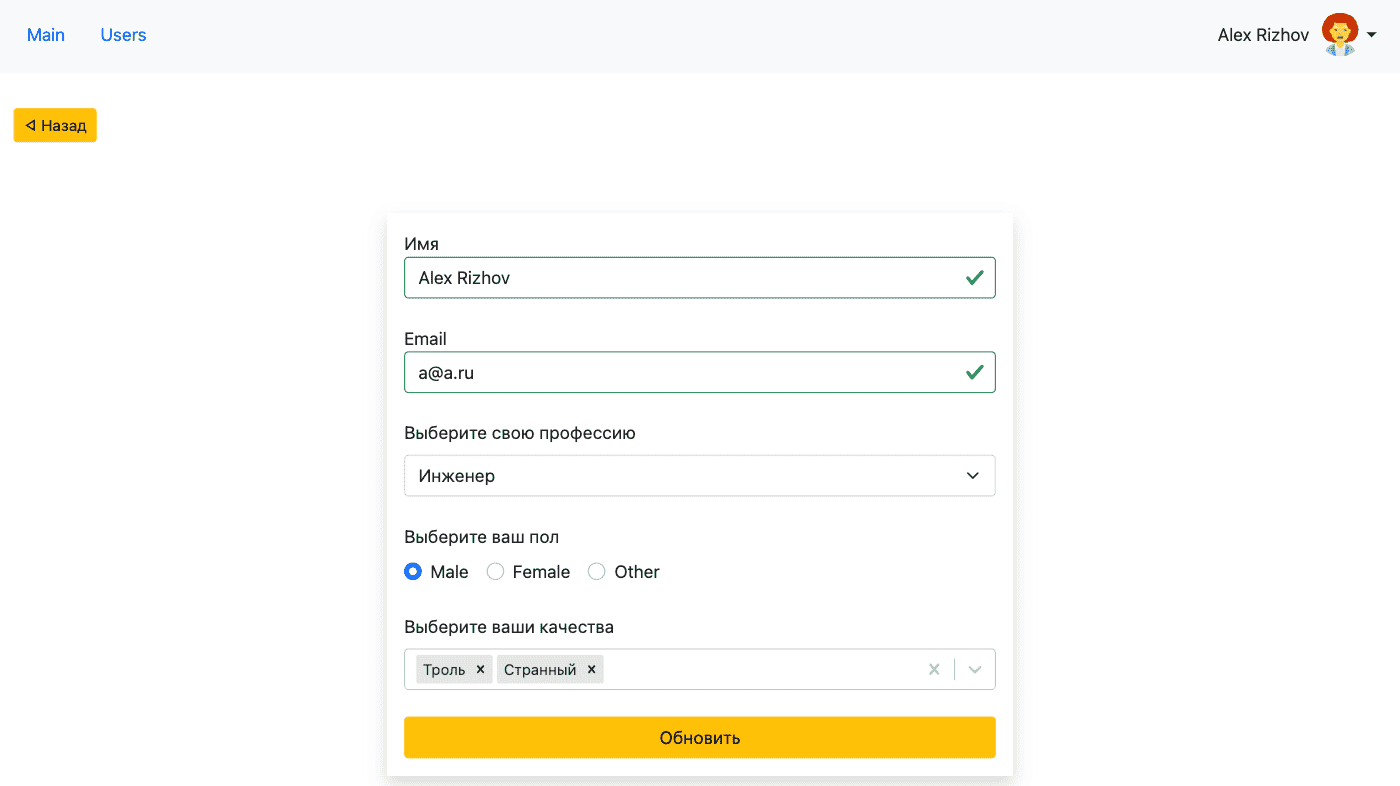 Main Users Alex Rizhov
ᐊ Назад
Имя
Alex Rizhov
Email
a@a.ru
Выберите свою профессию
Инженер
Выберите ваш пол
Male Female Other
Выберите ваши качества
Троль × Странный ×
Обновить